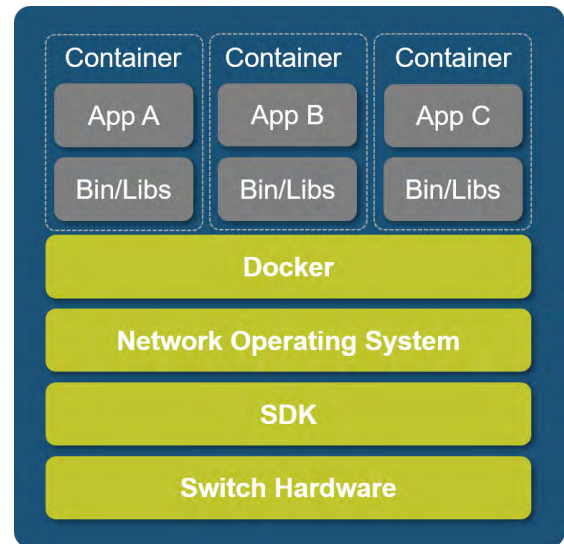 Container
Container
Container
App A
App B
App C
Bin/Libs
Bin/Libs
Bin/Libs
Docker
Network Operating System
SDK
Switch Hardware